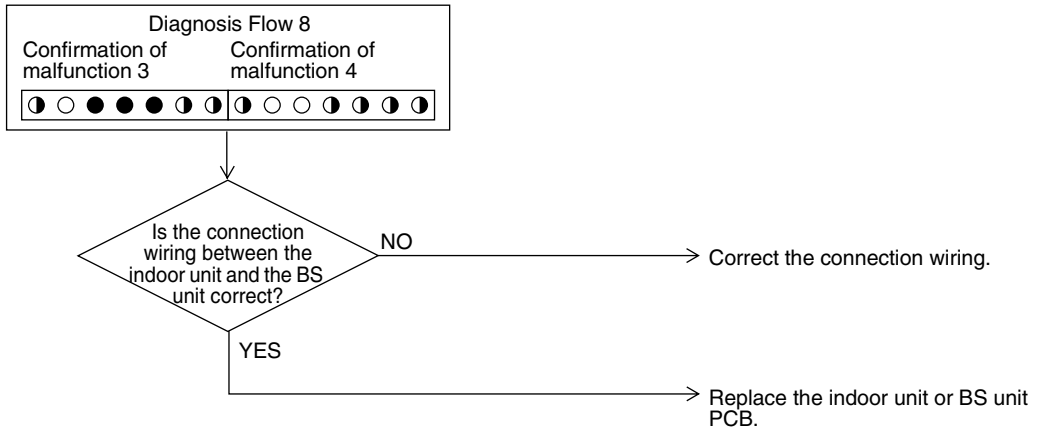 Diagnosis Flow 8
Confirmation of
malfunction 3
Confirmation of
malfunction 4
Is the connection
wiring between the
indoor unit and the BS
unit correct?
NO
Correct the connection wiring.
YES
Replace the indoor unit or BS unit
PCB.